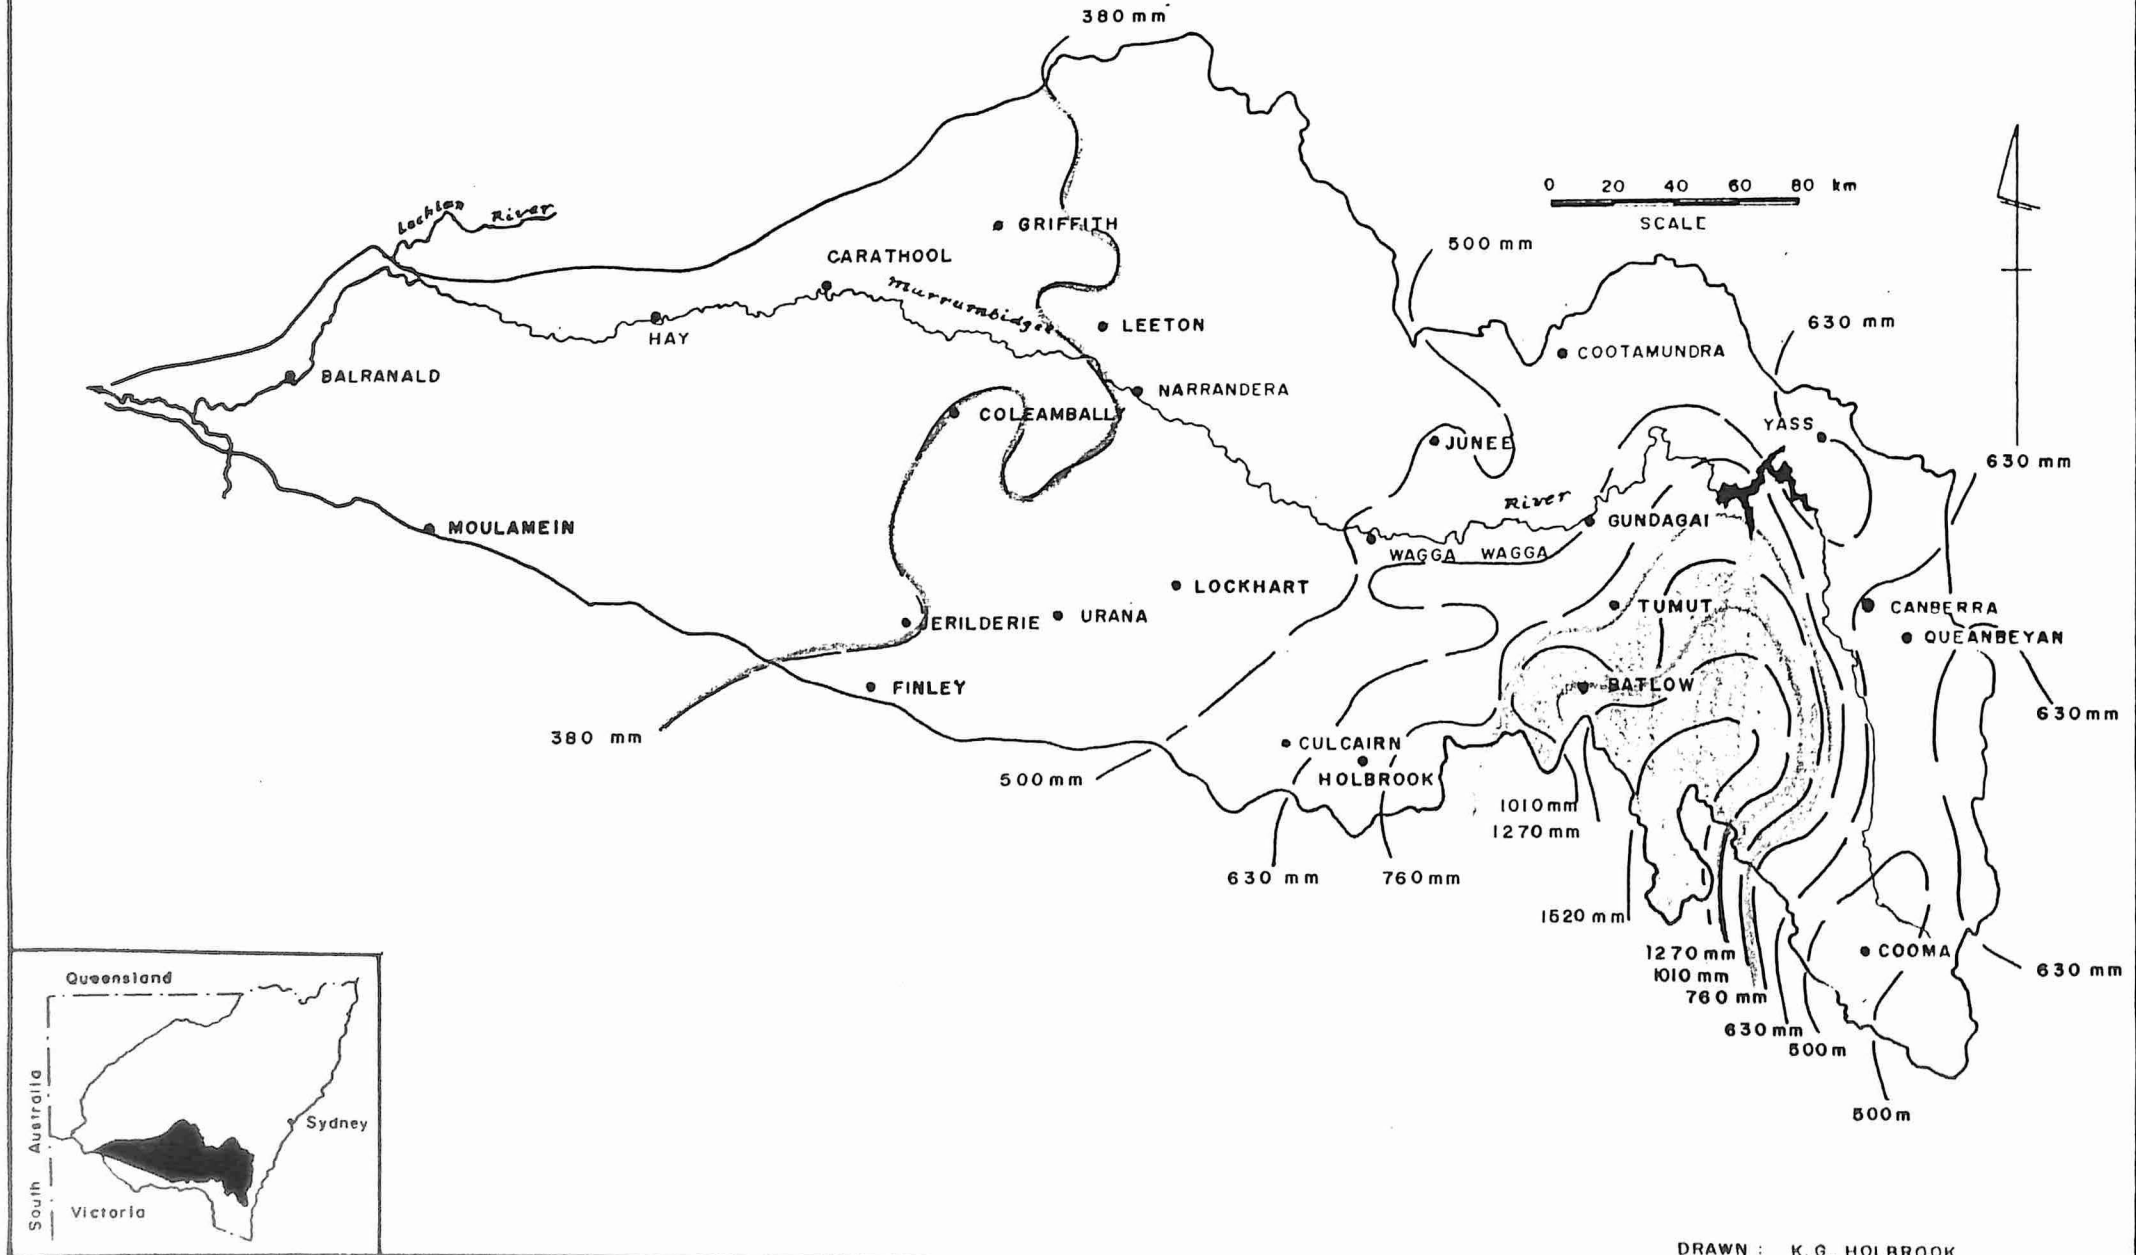 380 mm
Lachlan River
0 20 40 60 80 km
SCALE
GRIFFITH
500 mm
CARATHOOL
Murrumbidgee
630 mm
LEETON
HAY
COOTAMUNDRA
BALRANALD
NARRANDERA
COLEAMBALLY
YASS
JUNEE
630 mm
River
MOULAMEIN
GUNDAGAI
WAGGA WAGGA
LOCKHART
TUMUT
CANBERRA
JERILDERIE
URANA
QUEANBEYAN
FINLEY
BATLOW
630mm
380 mm
CULCAIRN
500mm
HOLBROOK
1010mm
1270 mm
630 mm
760mm
1520 mm
1270 mm
COOMA
630 mm
1010 mm
760 mm
630mm
500m
500m
Queensland
South Australia
Sydney
Victoria
DRAWN : K. G. HOLBROOK